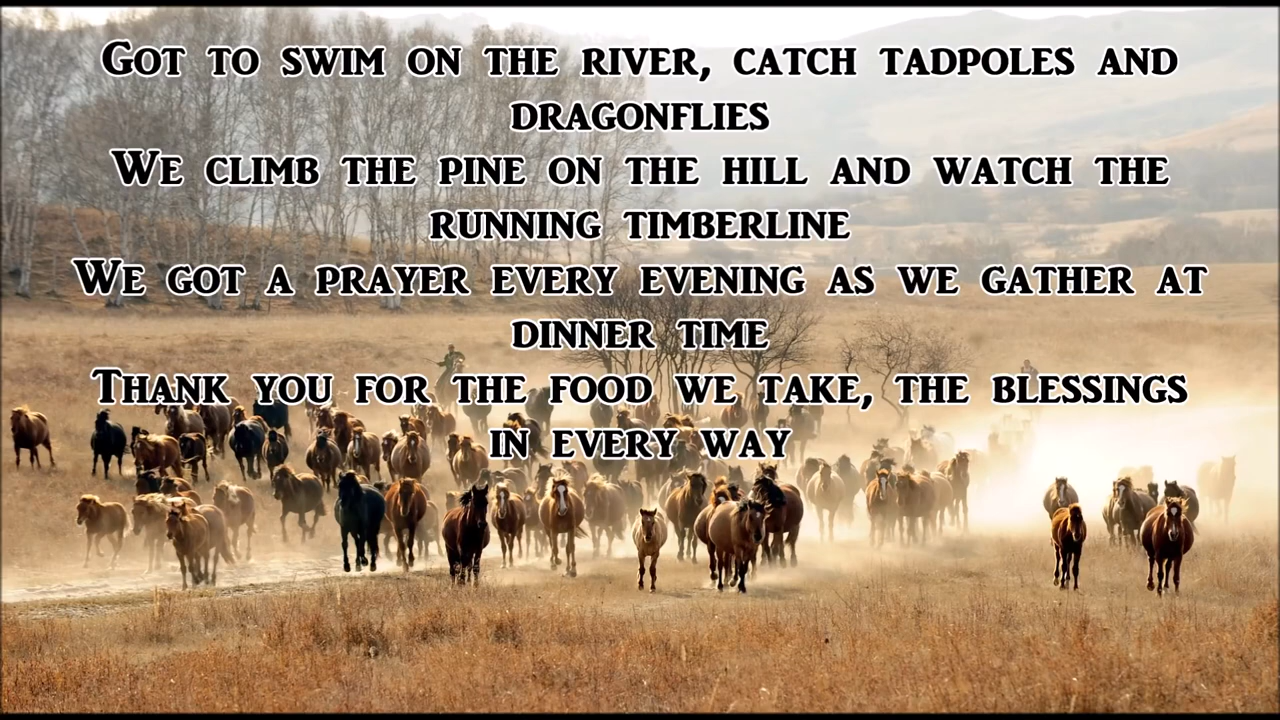 Got to swim on the river, catch tadpoles and
dragonflies
We climb the pine on the hill and watch the
running timberline
We got a prayer every evening as we gather at
dinner time
Thank you for the food we take, the blessings
in every way